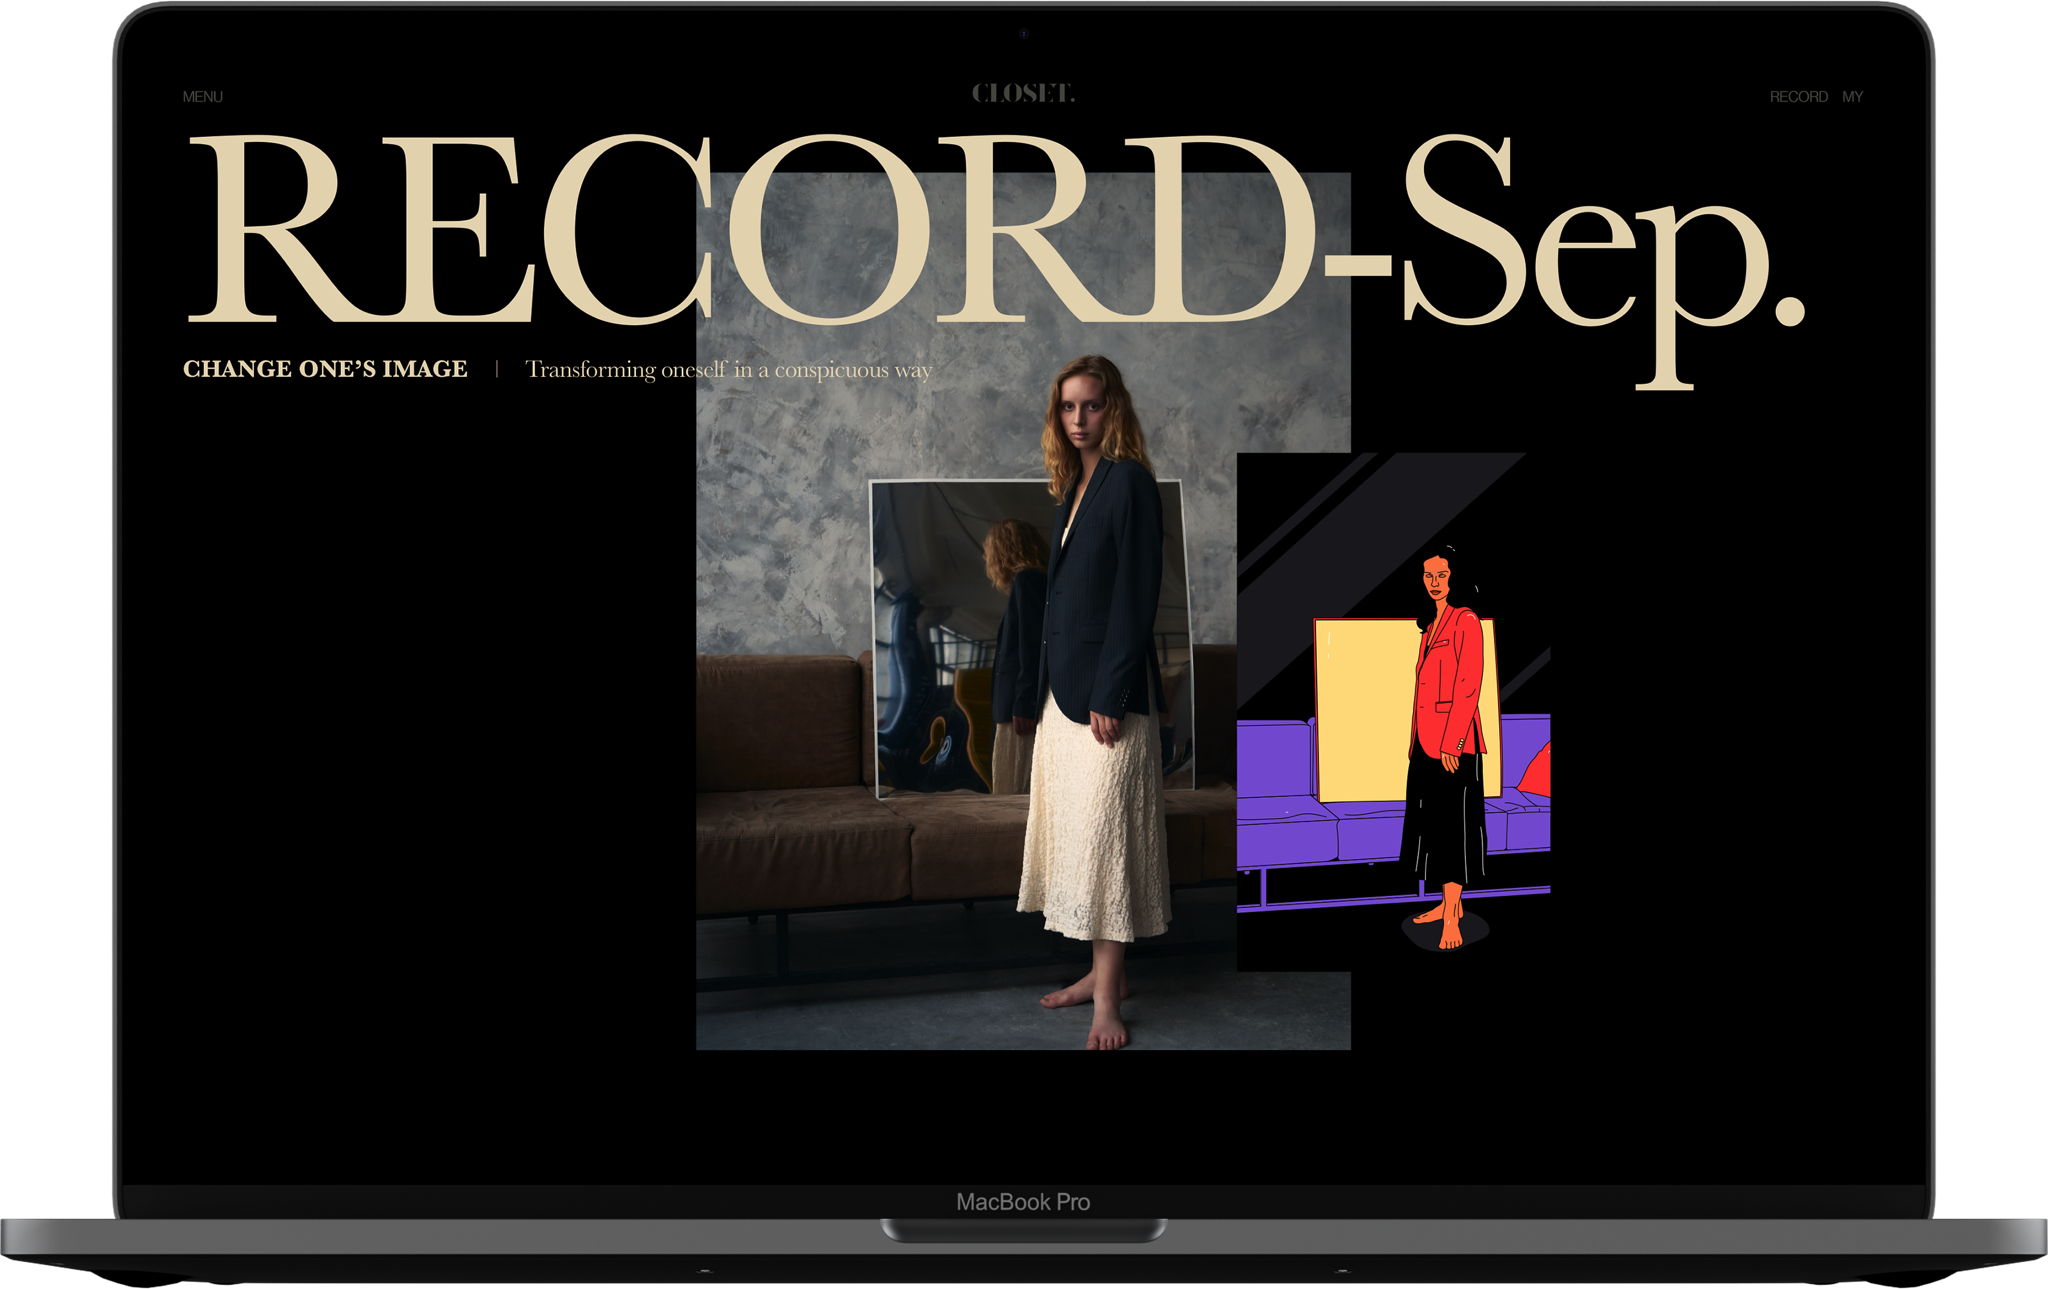 MENU
CLOSET.
RECORD MY
RECORD-Sep.
CHANGE ONE’S IMAGE | Transforming oneself in a conspicuous way
MacBook Pro